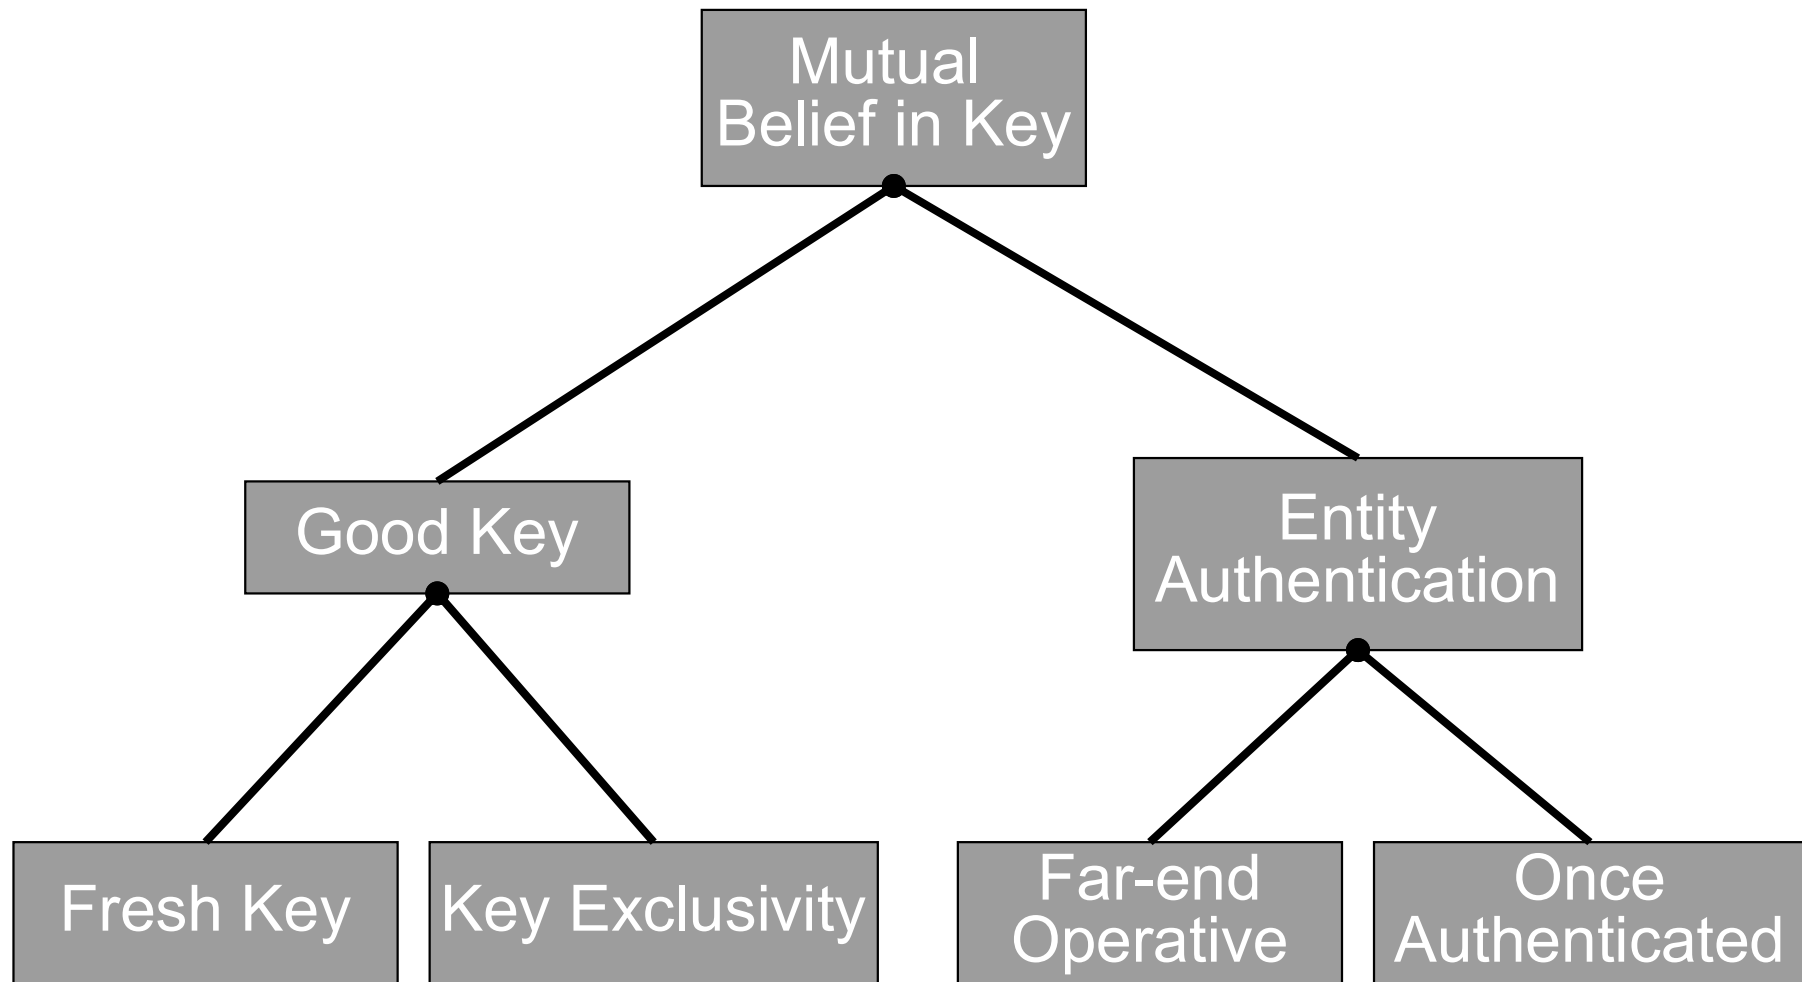 Mutual
Belief in Key
Good Key
Entity
Authentication
Fresh Key
Key Exclusivity
Far-end
Operative
Once
Authenticated